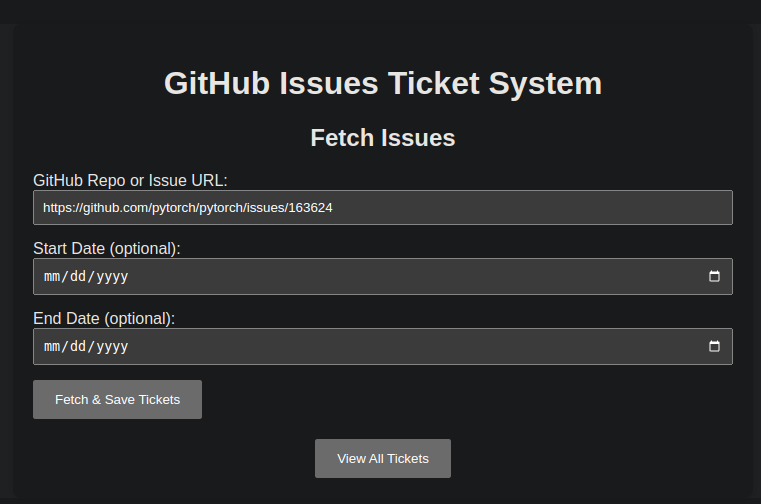 GitHub Issues Ticket System
Fetch Issues
GitHub Repo or Issue URL:
https://github.com/pytorch/pytorch/issues/163624
Start Date (optional):
mm/dd/yyyy
End Date (optional):
mm/dd/yyyy
Fetch & Save Tickets
View All Tickets